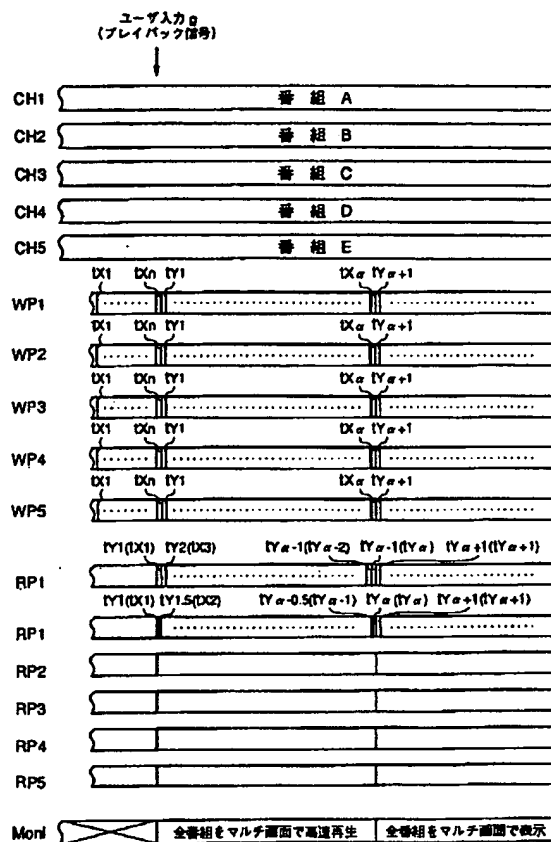 ユーザ入力g
(プレイバック信号)
CH1 番組 A
CH2 番組 B
CH3 番組 C
CH4 番組 D
CH5 番組 E
tX1 tXn tY1 tXα tYα+1
WP1
tX1 tXn tY1 tXα tYα+1
WP2
tX1 tXn tY1 tXα tYα+1
WP3
tX1 tXn tY1 tXα tYα+1
WP4
tX1 tXn tY1 tXα tYα+1
WP5
tY1(tX1) tY2(tX3) tYα-1(tYα-2) tYα-1(tYα) tYα+1(tYα+1)
RP1
tY1(tX1) tY1.5(tX2) tYα-0.5(tYα-1) tYα(tYα) tYα+1(tYα+1)
RP1
RP2
RP3
RP4
RP5
Moni 全番組をマルチ画面で高速再生 全番組をマルチ画面で表示